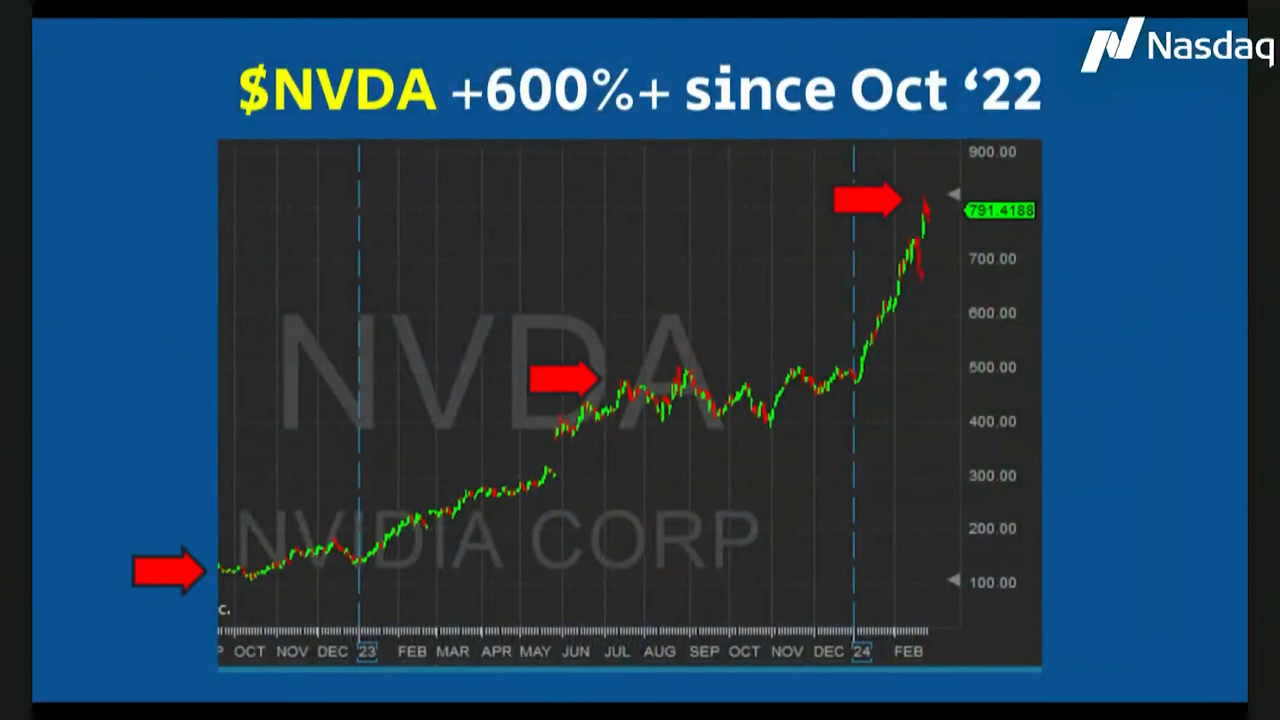 Nasdaq
$NVDA +600%+ since Oct ‘22
900.00
791.4188
700.00
600.00
500.00
400.00
300.00
200.00
100.00
NVDA
NVIDIA CORP
c.
P OCT NOV DEC 23 FEB MAR APR MAY JUN JUL AUG SEP OCT NOV DEC 24 FEB